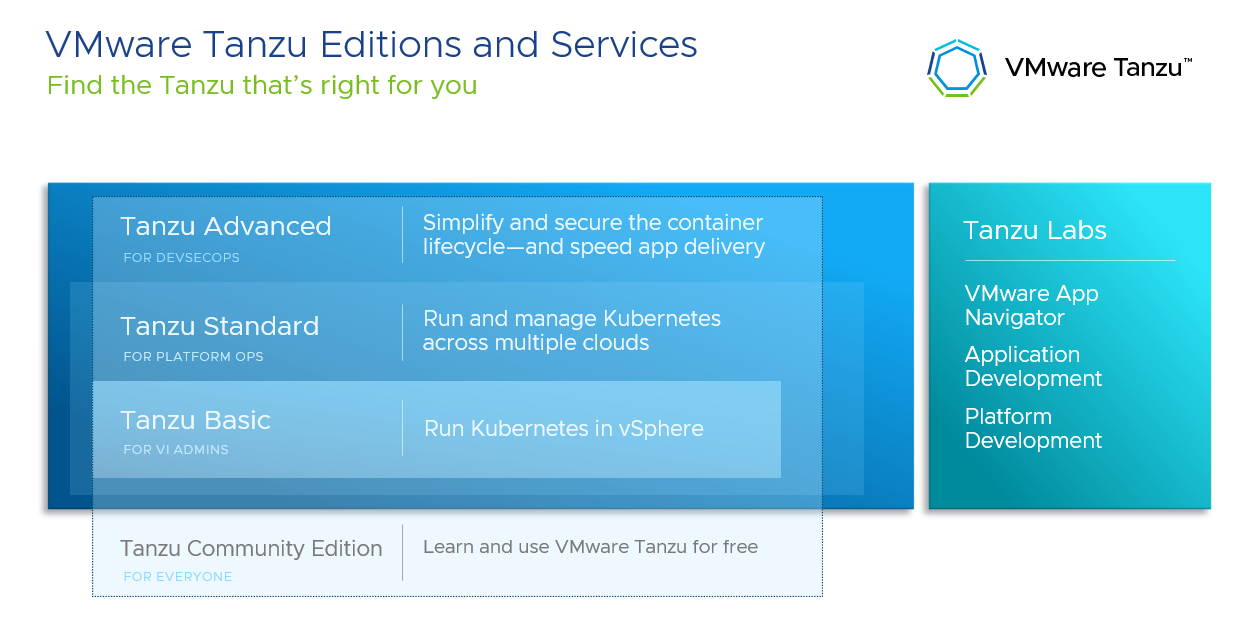 VMware Tanzu Editions and Services
Find the Tanzu that’s right for you
VMware Tanzu™
Tanzu Advanced
FOR DEVSECOPS
Simplify and secure the container
lifecycle—and speed app delivery
Tanzu Standard
FOR PLATFORM OPS
Run and manage Kubernetes
across multiple clouds
Tanzu Basic
FOR VI ADMINS
Run Kubernetes in vSphere
Tanzu Community Edition
FOR EVERYONE
Learn and use VMware Tanzu for free
Tanzu Labs
VMware App
Navigator
Application
Development
Platform
Development